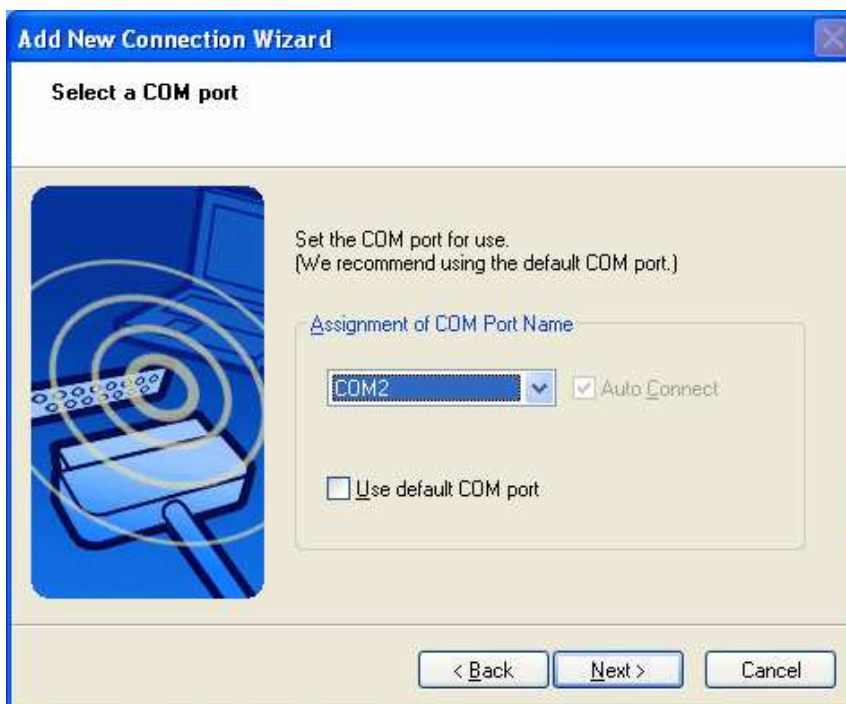 Add New Connection Wizard
Select a COM port
Set the COM port for use.
(We recommend using the default COM port.)
Assignment of COM Port Name
COM2
Auto Connect
Use default COM port
< Back
Next >
Cancel